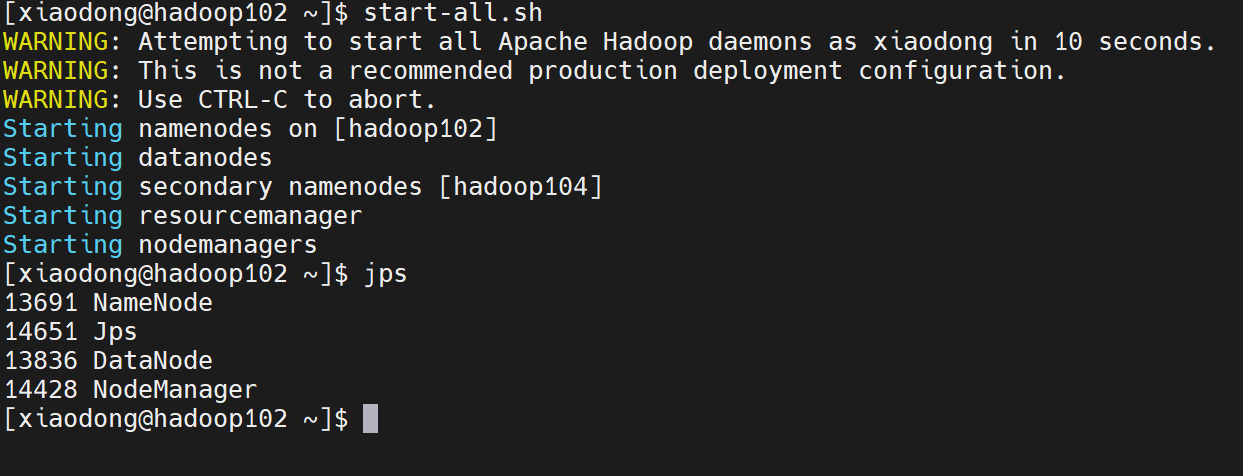 [xiaodong@hadoop102 ~]$ start-all.sh
WARNING: Attempting to start all Apache Hadoop daemons as xiaodong in 10 seconds.
WARNING: This is not a recommended production deployment configuration.
WARNING: Use CTRL-C to abort.
Starting namenodes on [hadoop102]
Starting datanodes
Starting secondary namenodes [hadoop104]
Starting resourcemanager
Starting nodemanagers
[xiaodong@hadoop102 ~]$ jps
13691 NameNode
14651 Jps
13836 DataNode
14428 NodeManager
[xiaodong@hadoop102 ~]$